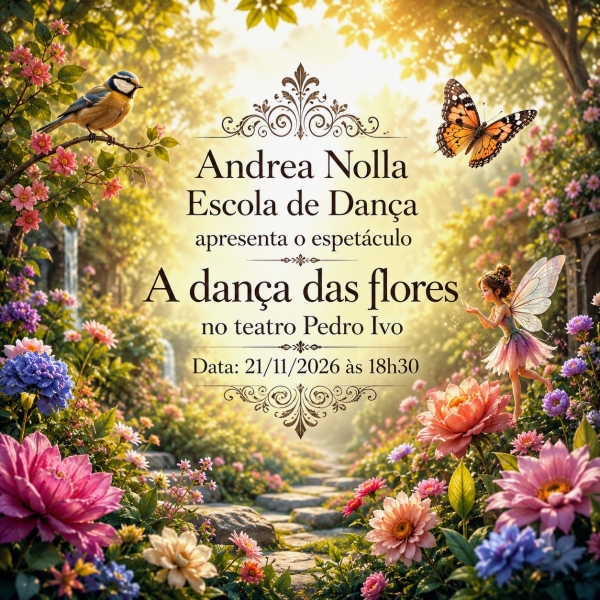 Andrea Nolla
Escola de Dança
apresenta o espetáculo
A dança das flores
no teatro Pedro Ivo
Data: 21/11/2026 às 18h30